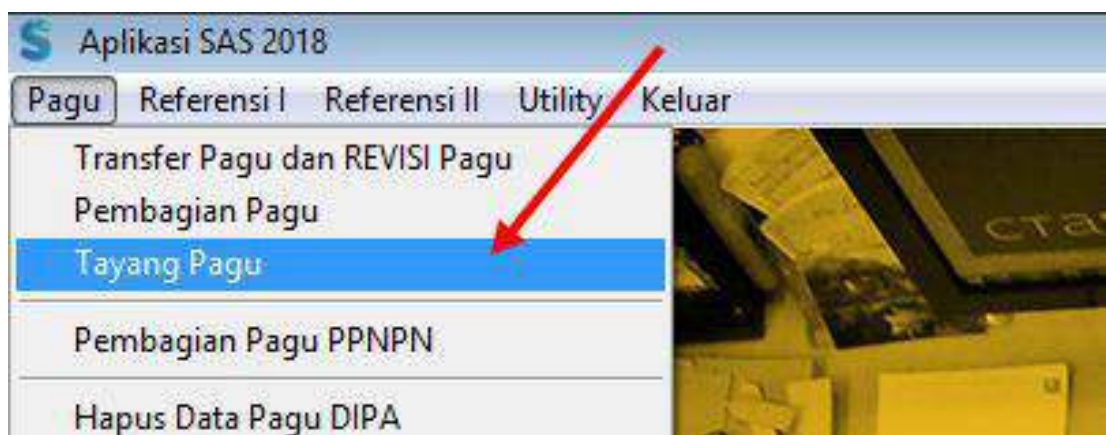 Aplikasi SAS 2018
Pagu Referensi I Referensi II Utility Keluar
Transfer Pagu dan REVISI Pagu
Pembagian Pagu
Tayang Pagu
Pembagian Pagu PPNPN
Hapus Data Pagu DIPA